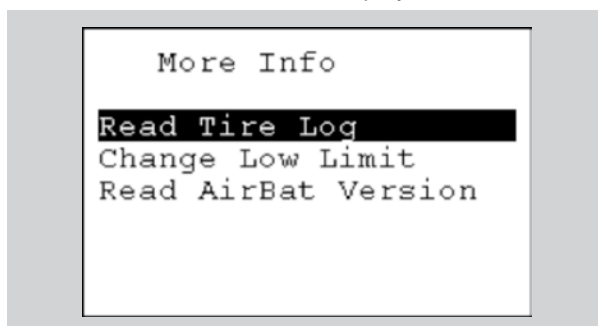 More Info
Read Tire Log
Change Low Limit
Read AirBat Version